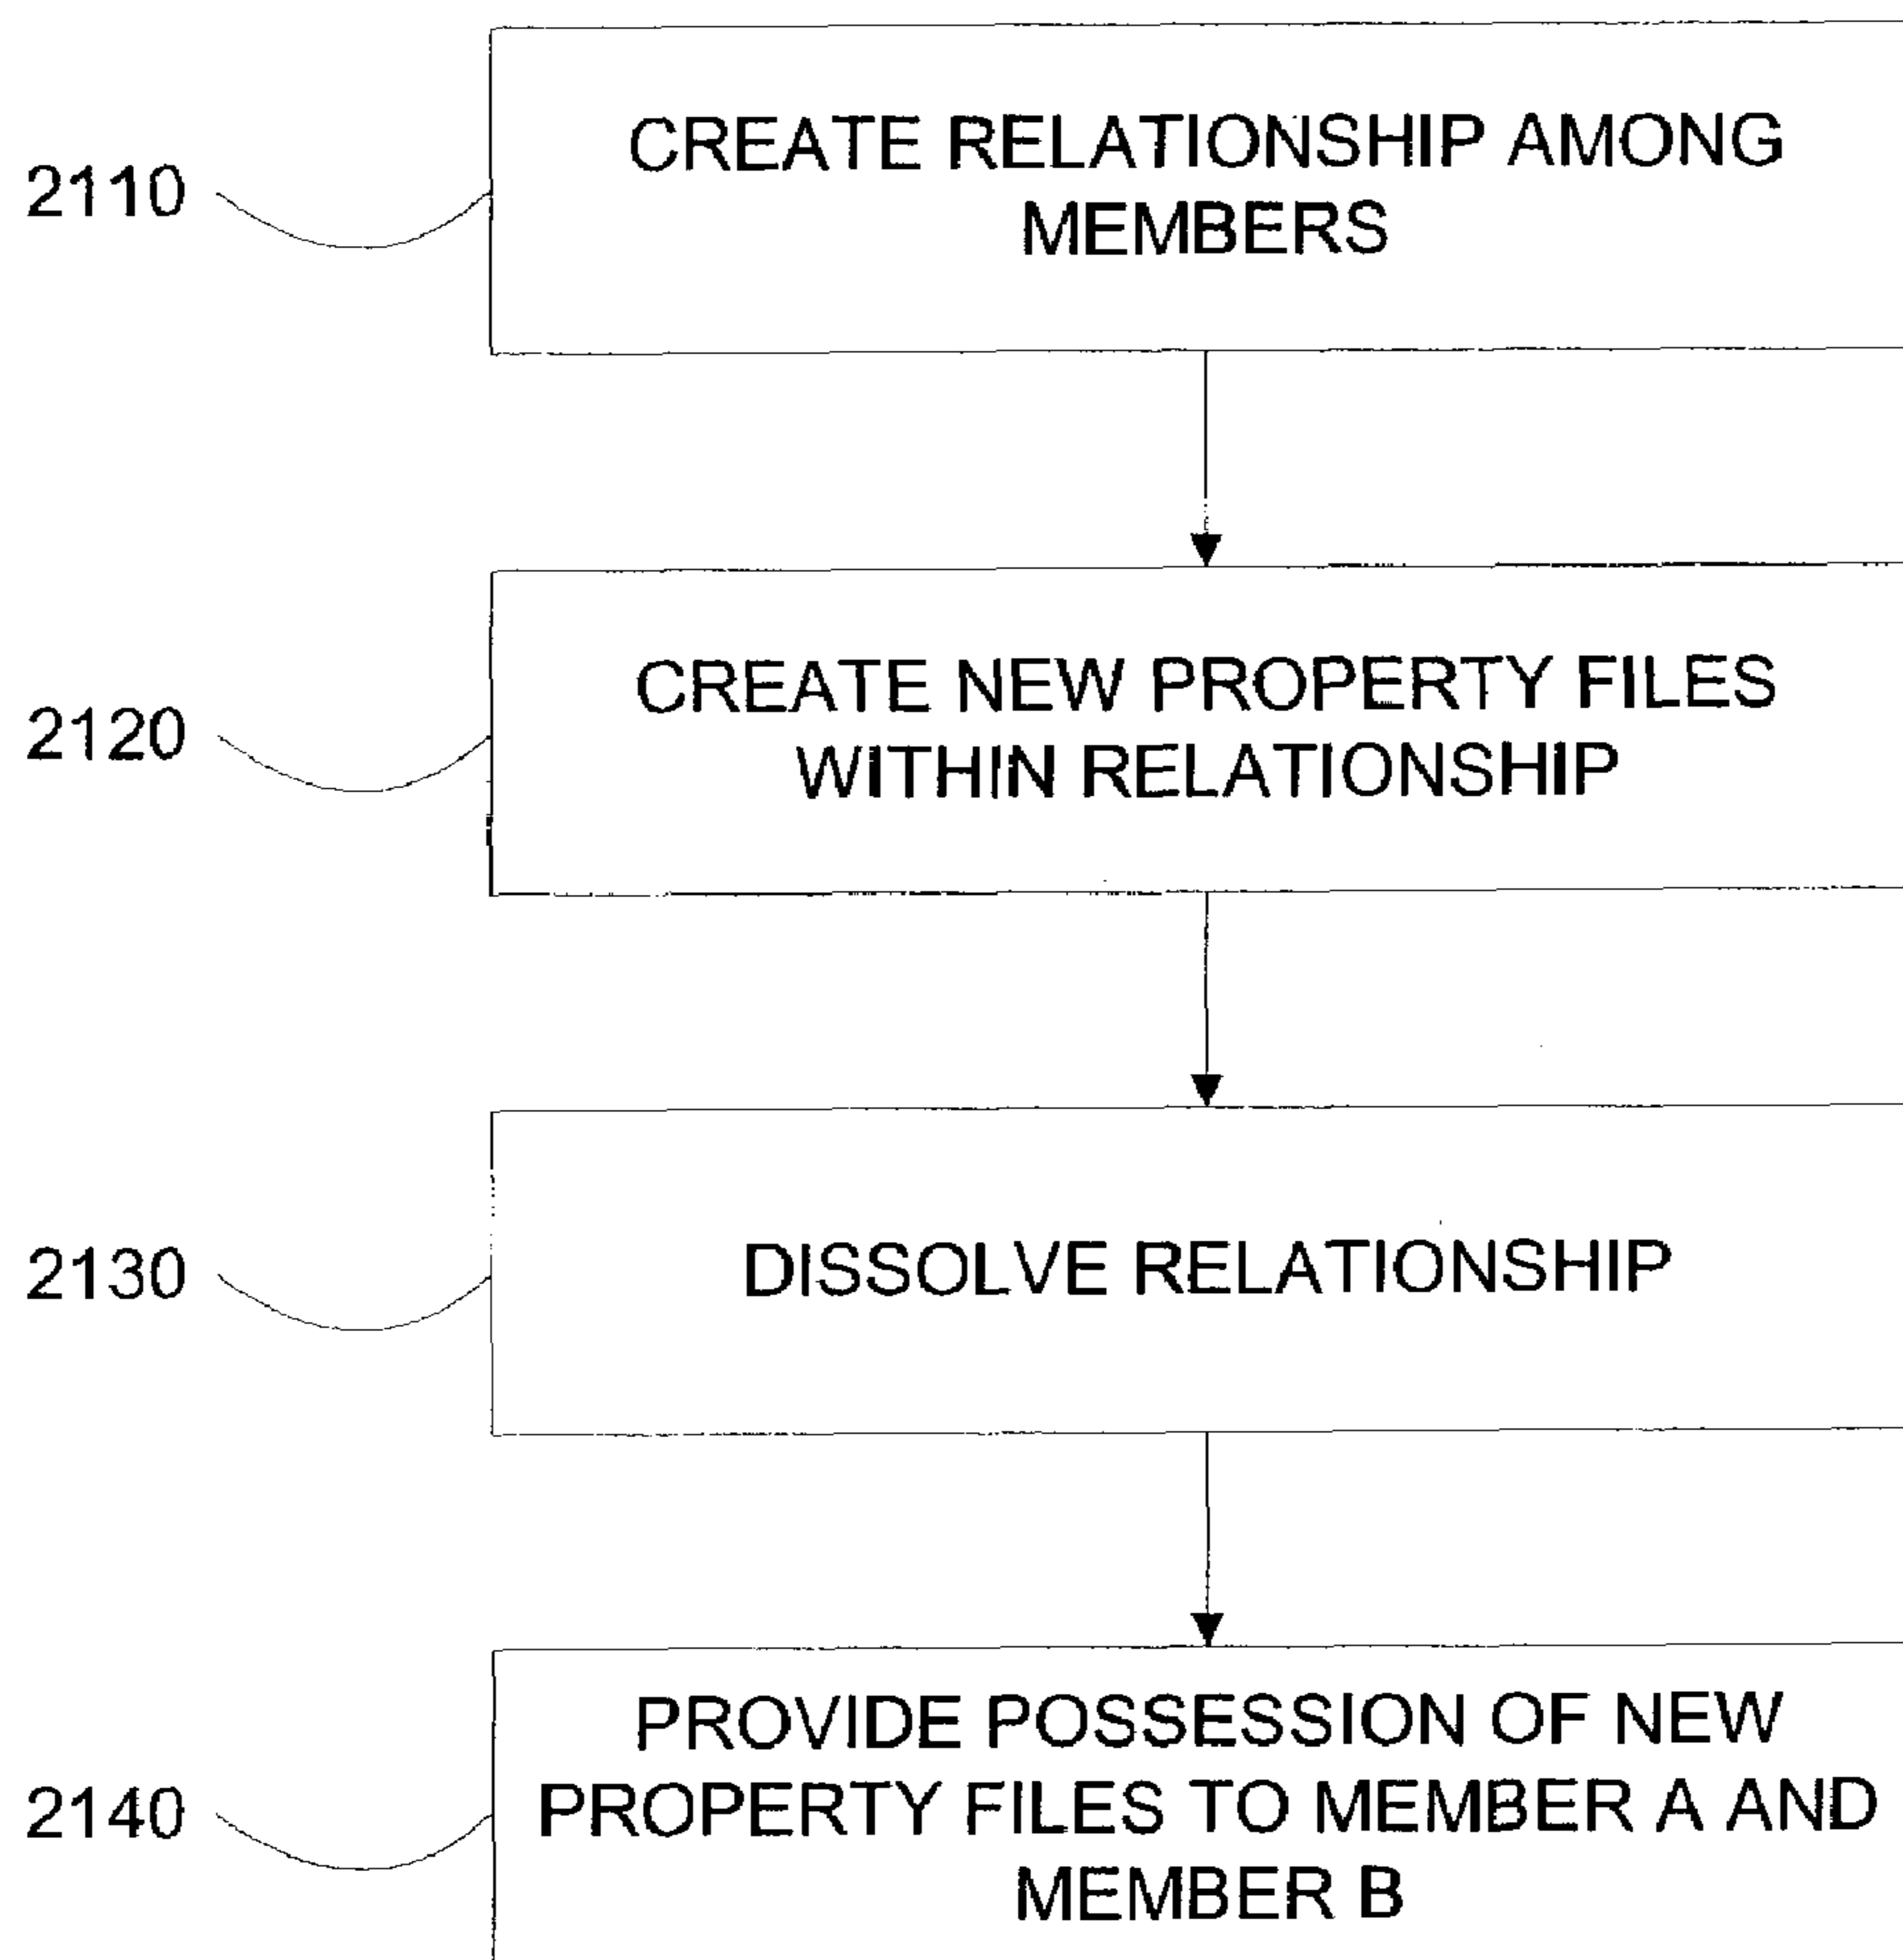 CREATE RELATIONSHIP AMONG
MEMBERS
2110
CREATE NEW PROPERTY FILES
WITHIN RELATIONSHIP
2120
DISSOLVE RELATIONSHIP
2130
PROVIDE POSSESSION OF NEW
PROPERTY FILES TO MEMBER A AND
MEMBER B
2140